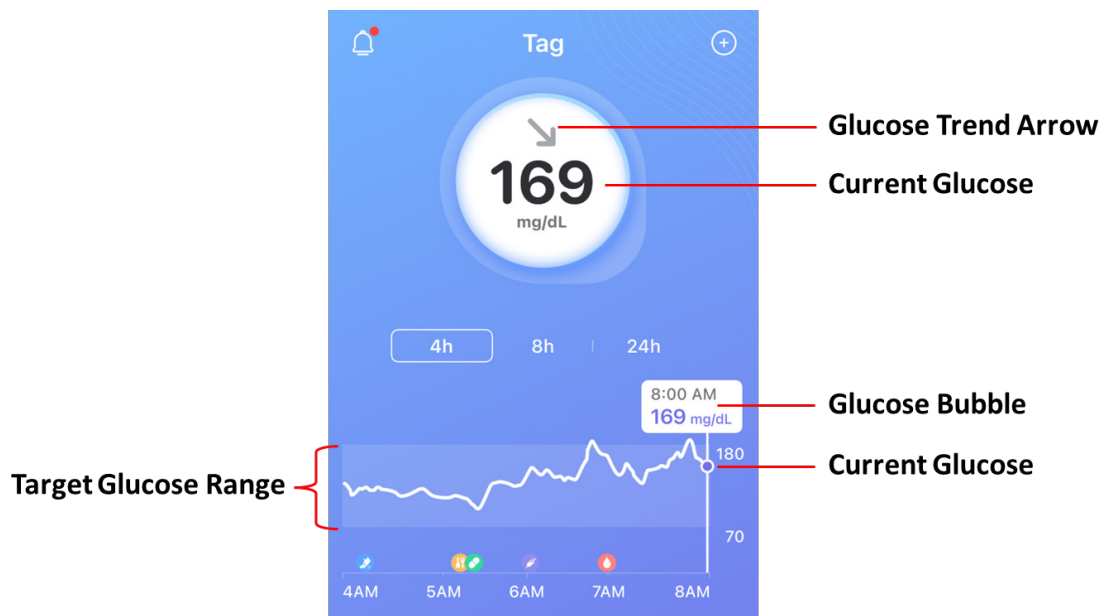 Tag
Glucose Trend Arrow
169
Current Glucose
mg/dL
4h
8h
24h
8:00 AM
169 mg/dL
Glucose Bubble
180
Current Glucose
Target Glucose Range
70
4AM
5AM
6AM
7AM
8AM